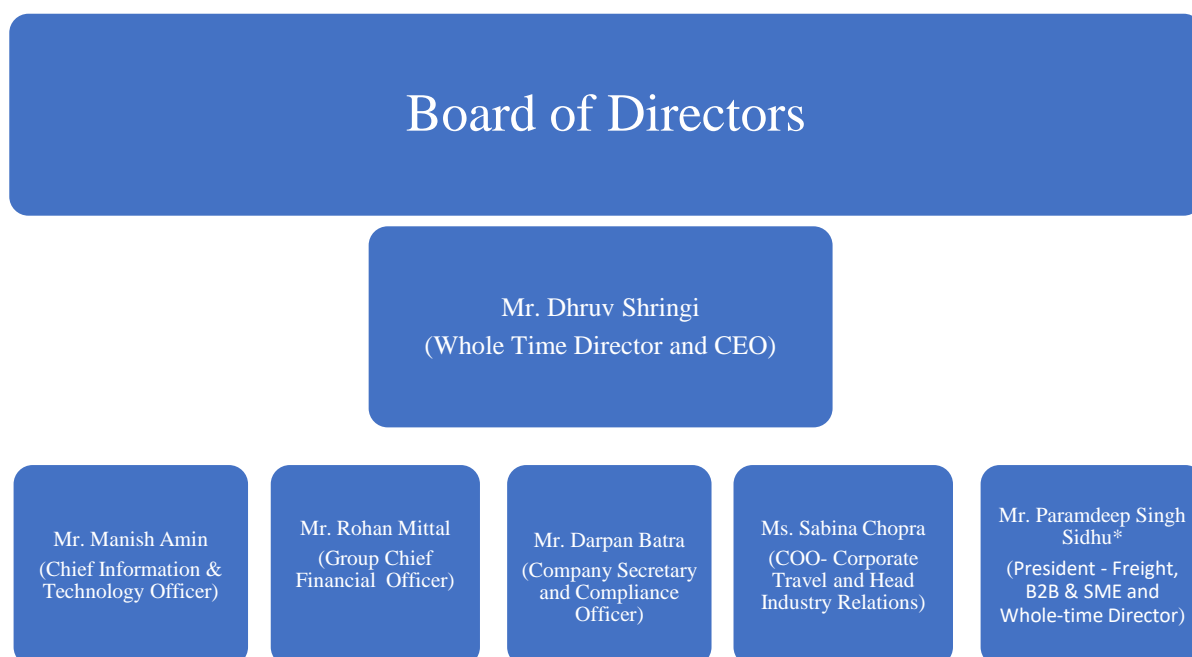 Board of Directors
Mr. Dhruv Shringi
(Whole Time Director and CEO)
Mr. Manish Amin
(Chief Information &
Technology Officer)
Mr. Rohan Mittal
(Group Chief
Financial Officer)
Mr. Darpan Batra
(Company Secretary
and Compliance
Officer)
Ms. Sabina Chopra
(COO- Corporate
Travel and Head
Industry Relations)
Mr. Paramdeep Singh
Sidhu*
(President - Freight,
B2B & SME and
Whole-time Director)